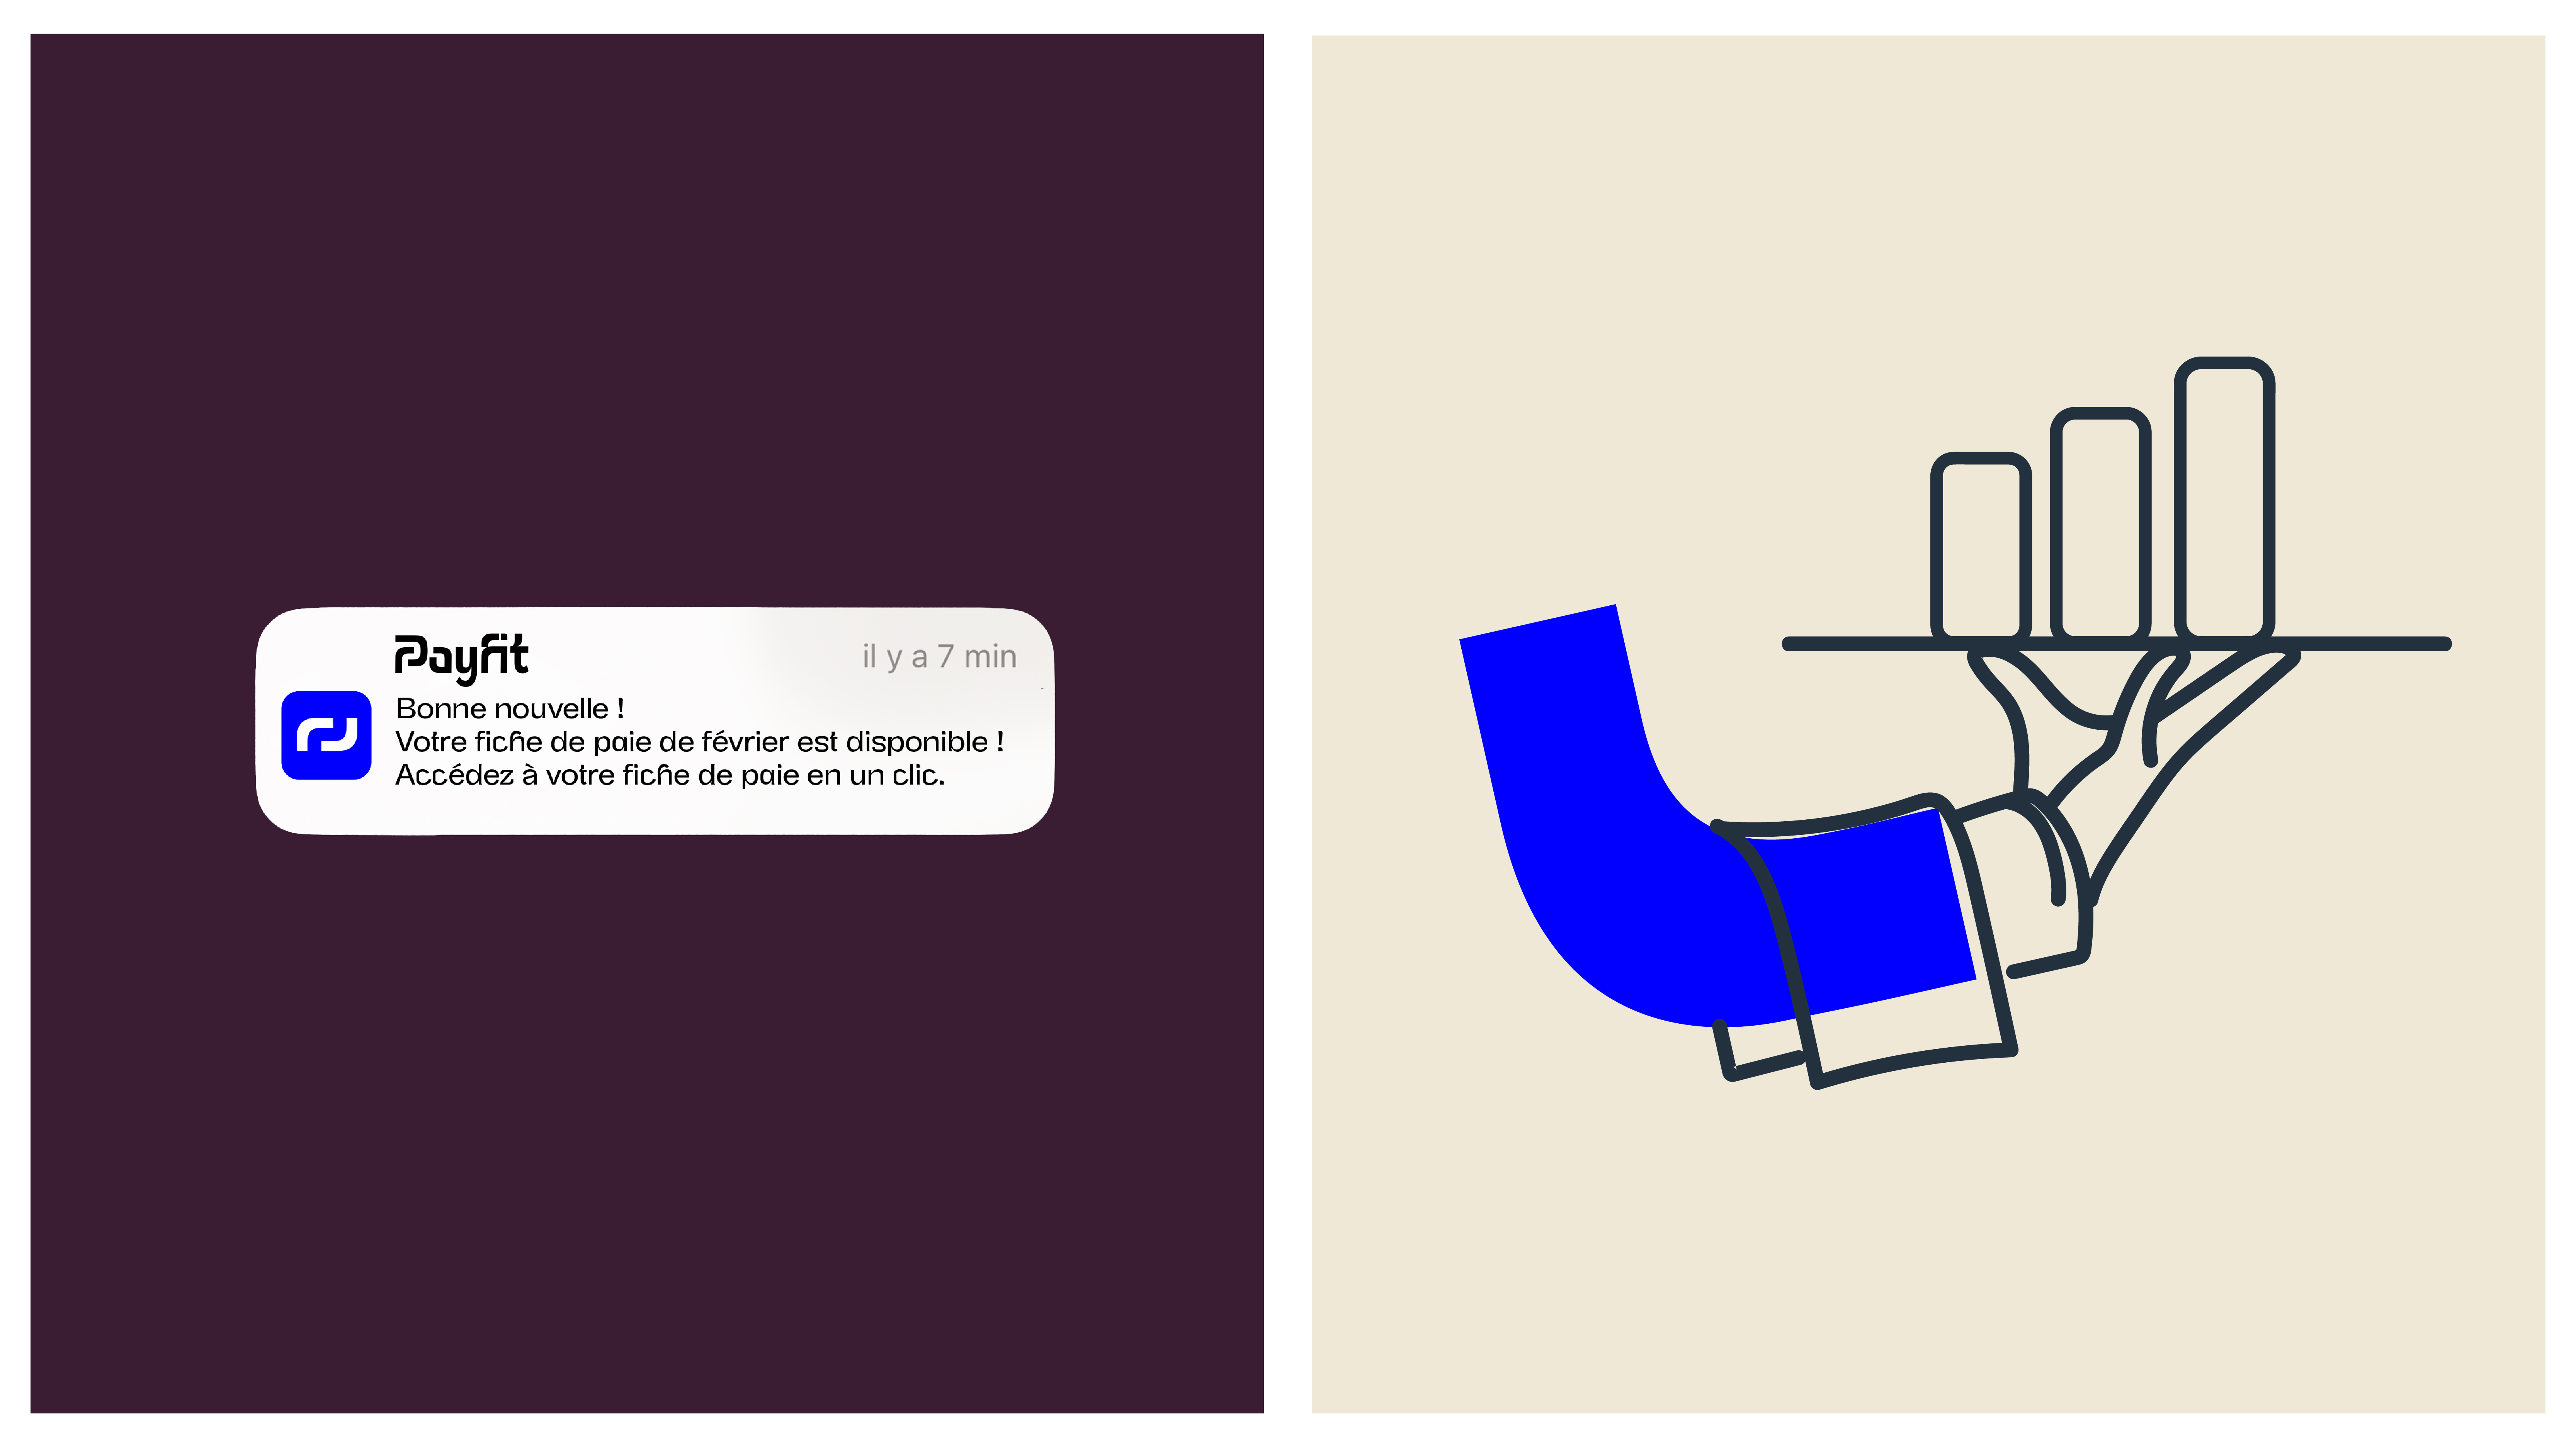 Payfit
il y a 7 min
Bonne nouvelle !
Votre fiche de paie de février est disponible !
Accédez à votre fiche de paie en un clic.